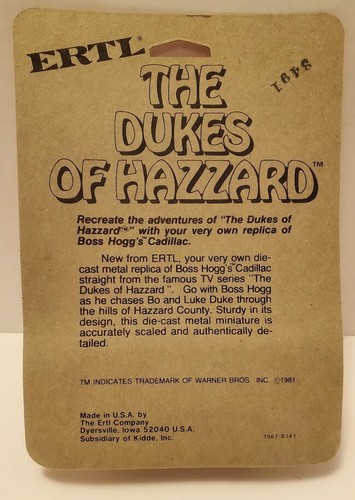 ERTL®
3491
THE
DUKES
OF HAZZARD™
Recreate the adventures of "The Dukes of
Hazzard™" with your very own replica of
Boss Hogg's™ Cadillac.
New from ERTL, your very own die-
cast metal replica of Boss Hogg's™ Cadillac
straight from the famous TV series "The
Dukes of Hazzard™". Go with Boss Hogg
as he chases Bo and Luke Duke through
the hills of Hazzard County. Sturdy in its
design, this die-cast metal miniature is
accurately scaled and authentically de-
tailed.
TM INDICATES TRADEMARK OF WARNER BROS. INC. ©1981
Made in U.S.A. by
The Ertl Company
Dyersville, Iowa 52040 U.S.A.
Subsidiary of Kidde, Inc.
1567-8181